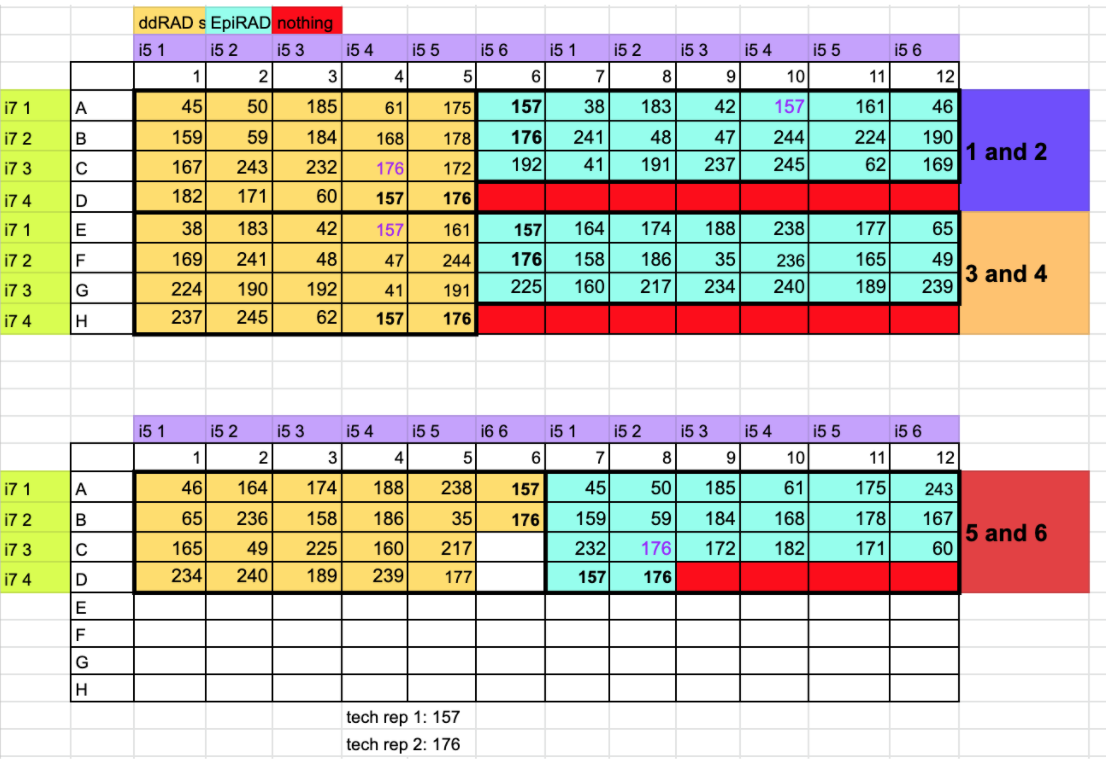 ddRAD s EpiRAD nothing
i5 1 i5 2 i5 3 i5 4 i5 5 i5 6 i5 1 i5 2 i5 3 i5 4 i5 5 i5 6
1 2 3 4 5 6 7 8 9 10 11 12
i7 1 A 45 50 185 61 175 157 38 183 42 157 161 46
i7 2 B 159 59 184 168 178 176 241 48 47 244 224 190
1 and 2
i7 3 C 167 243 232 176 172 192 41 191 237 245 62 169
i7 4 D 182 171 60 157 176
i7 1 E 38 183 42 157 161 157 164 174 188 238 177 65
i7 2 F 169 241 48 47 244 176 158 186 35 236 165 49
3 and 4
i7 3 G 224 190 192 41 191 225 160 217 234 240 189 239
i7 4 H 237 245 62 157 176
i5 1 i5 2 i5 3 i5 4 i5 5 i6 6 i5 1 i5 2 i5 3 i5 4 i5 5 i5 6
1 2 3 4 5 6 7 8 9 10 11 12
i7 1 A 46 164 174 188 238 157 45 50 185 61 175 243
i7 2 B 65 236 158 186 35 176 159 59 184 168 178 167
5 and 6
i7 3 C 165 49 225 160 217 232 176 172 182 171 60
i7 4 D 234 240 189 239 177 157 176
E
F
G
H
tech rep 1: 157
tech rep 2: 176